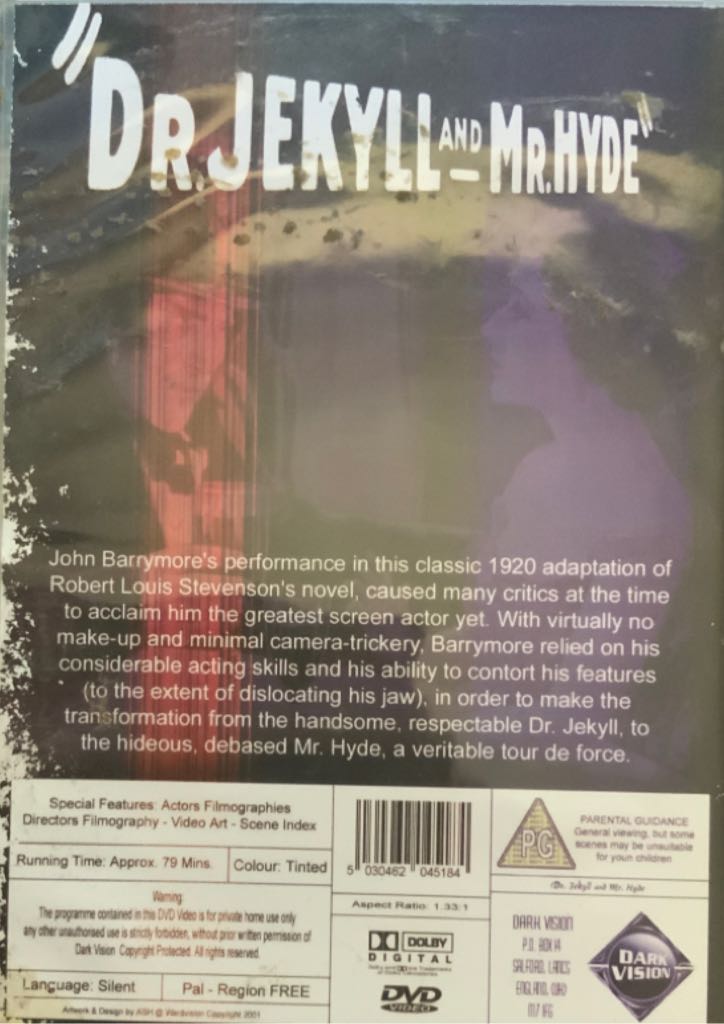 "DR. JEKYLL AND MR. HYDE"
John Barrymore's performance in this classic 1920 adaptation of
Robert Louis Stevenson's novel, caused many critics at the time
to acclaim him the greatest screen actor yet. With virtually no
make-up and minimal camera-trickery, Barrymore relied on his
considerable acting skills and his ability to contort his features
(to the extent of dislocating his jaw), in order to make the
transformation from the handsome, respectable Dr. Jekyll, to
the hideous, debased Mr. Hyde, a veritable tour de force.
Special Features: Actors Filmographies
Directors Filmography - Video Art - Scene Index
Running Time: Approx. 79 Mins.
Colour: Tinted
Warning:
The programme contained in this DVD Video is for private home use only
any other unauthorised use is strictly forbidden, without prior written permission of
Dark Vision Copyright Protected. All rights reserved.
Language: Silent
Pal - Region FREE
Artwork & Design by ASH @ Wardvision Copyright 2001
5 030462 045184
Aspect Ratio: 1.33:1
DOLBY
DIGITAL
DVD
VIDEO
PG
PARENTAL GUIDANCE
General viewing, but some
scenes may be unsuitable
for young children
Dr. Jekyll and Mr. Hyde
DARK VISION
P.O. BOX 14
SALFORD, LANCS
ENGLAND,
M7
DARK
VISION